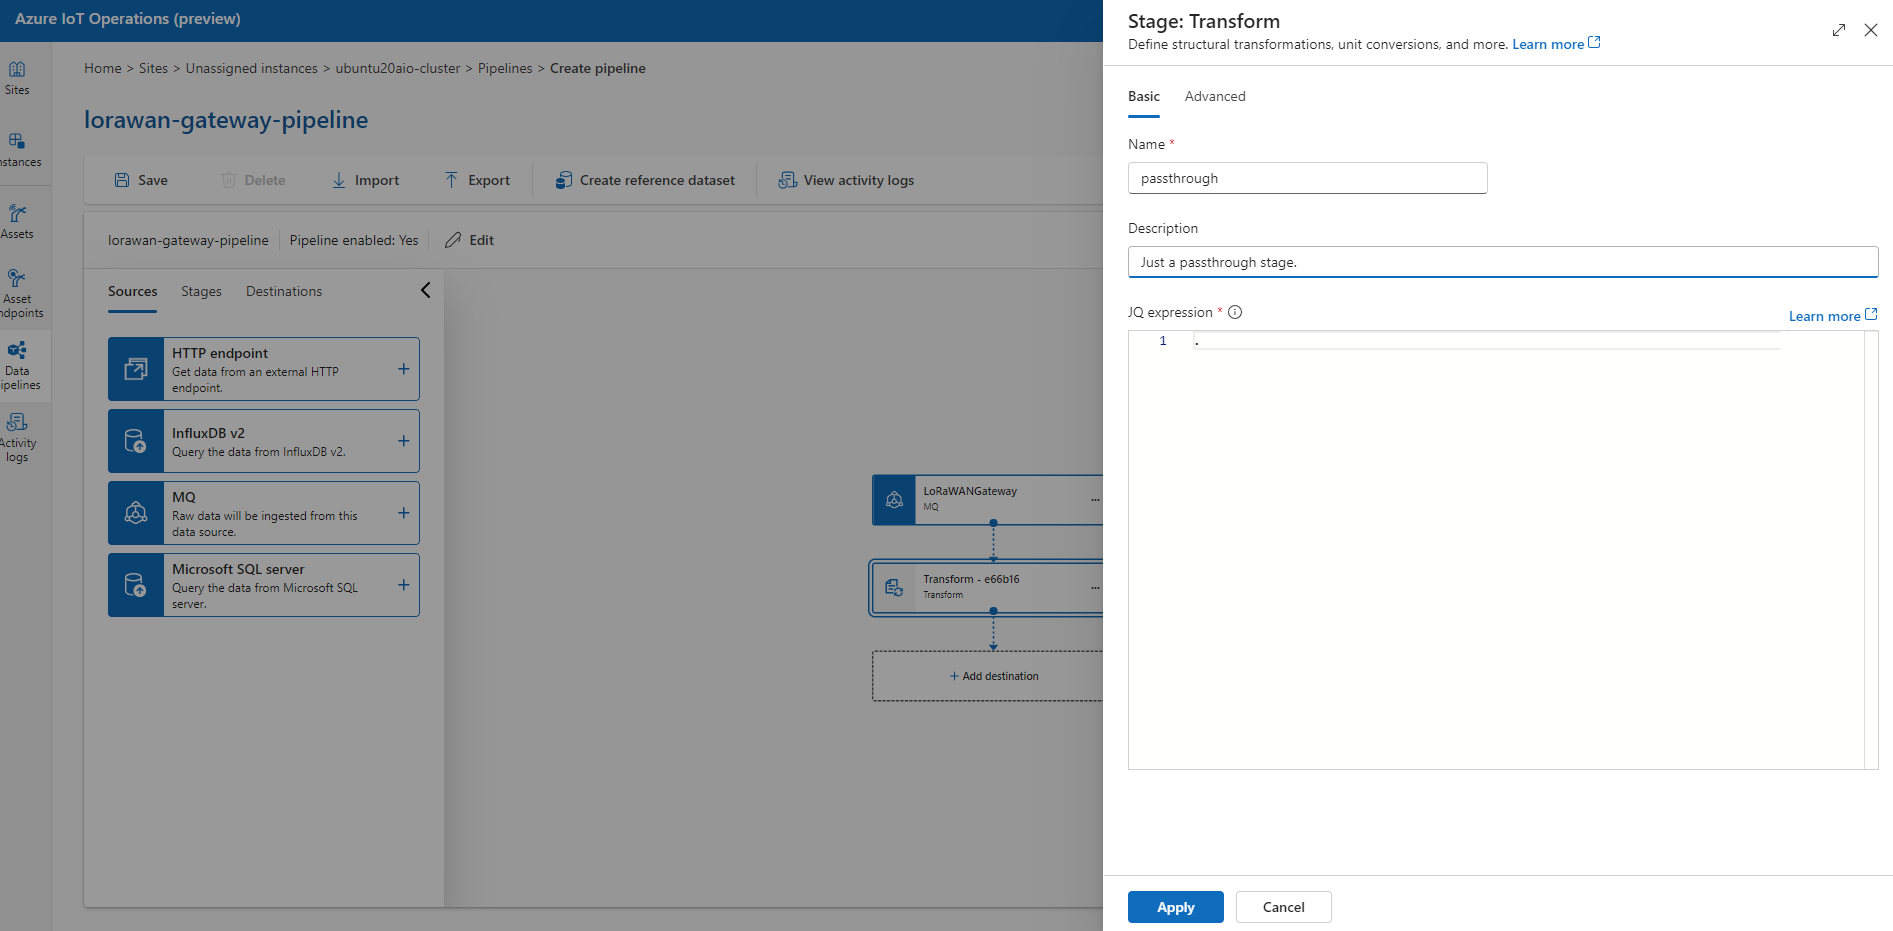 Azure IoT Operations (preview)
Sites
nstances
Assets
Asset
ndpoints
Data
ipelines
Activity
logs
Home > Sites > Unassigned instances > ubuntu20aio-cluster > Pipelines > Create pipeline
lorawan-gateway-pipeline
Save Delete Import Export Create reference dataset View activity logs
lorawan-gateway-pipeline Pipeline enabled: Yes Edit
Sources Stages Destinations
HTTP endpoint
Get data from an external HTTP
endpoint.
InfluxDB v2
Query the data from InfluxDB v2.
MQ
Raw data will be ingested from this
data source.
Microsoft SQL server
Query the data from Microsoft SQL
server.
LoRaWANGateway ...
MQ
Transform - e66b16 ...
Transform
+ Add destination
Stage: Transform
Define structural transformations, unit conversions, and more. Learn more
Basic Advanced
Name *
passthrough
Description
Just a passthrough stage.
JQ expression *
Learn more
1 .
Apply Cancel